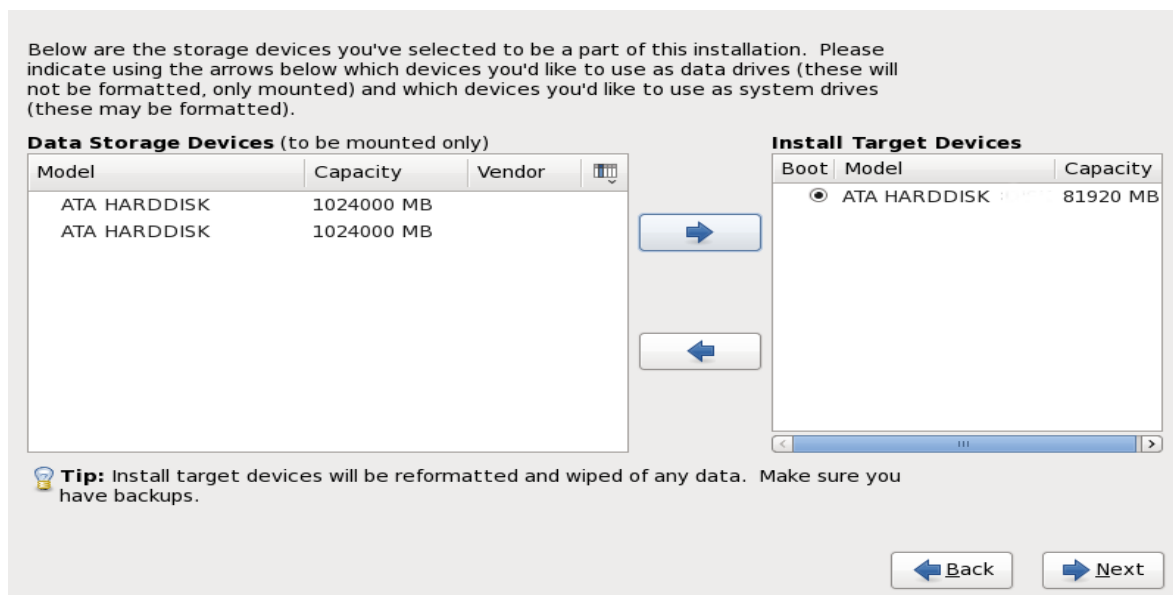 Below are the storage devices you've selected to be a part of this installation.  Please
indicate using the arrows below which devices you'd like to use as data drives (these will
not be formatted, only mounted) and which devices you'd like to use as system drives
(these may be formatted).
Data Storage Devices (to be mounted only)
Install Target Devices
Model Capacity Vendor
Boot Model Capacity
ATA HARDDISK 1024000 MB
ATA HARDDISK 81920 MB
ATA HARDDISK 1024000 MB
Tip: Install target devices will be reformatted and wiped of any data.  Make sure you
have backups.
Back
Next